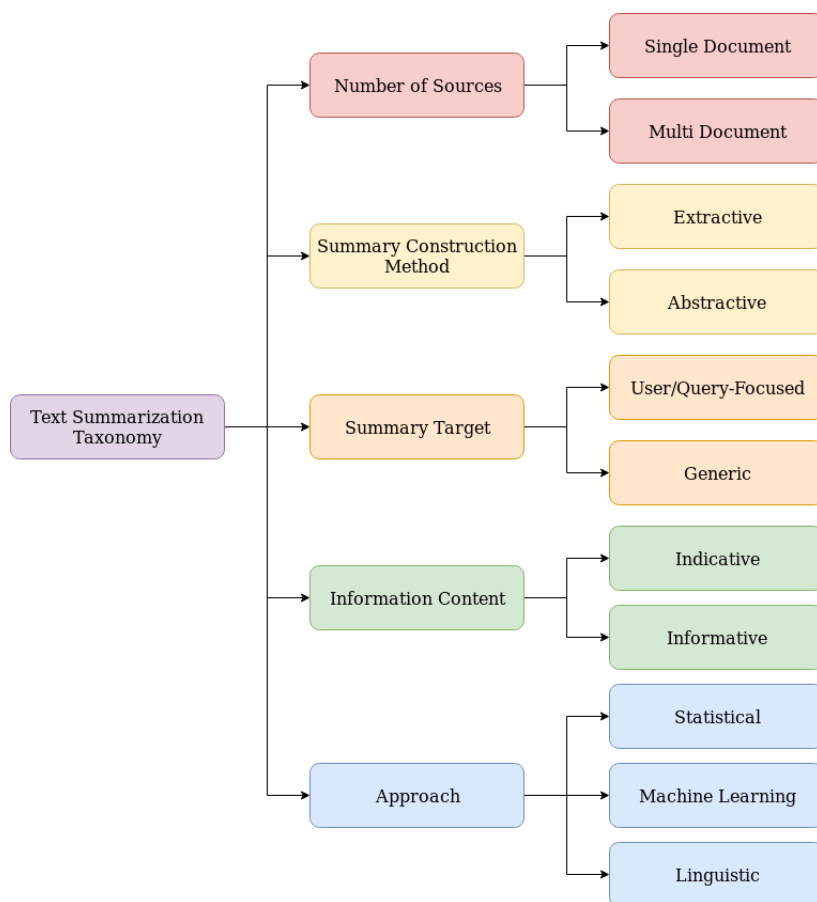 Single Document
Number of Sources
Multi Document
Extractive
Summary Construction
Method
Abstractive
User/Query-Focused
Text Summarization
Taxonomy
Summary Target
Generic
Indicative
Information Content
Informative
Statistical
Approach
Machine Learning
Linguistic